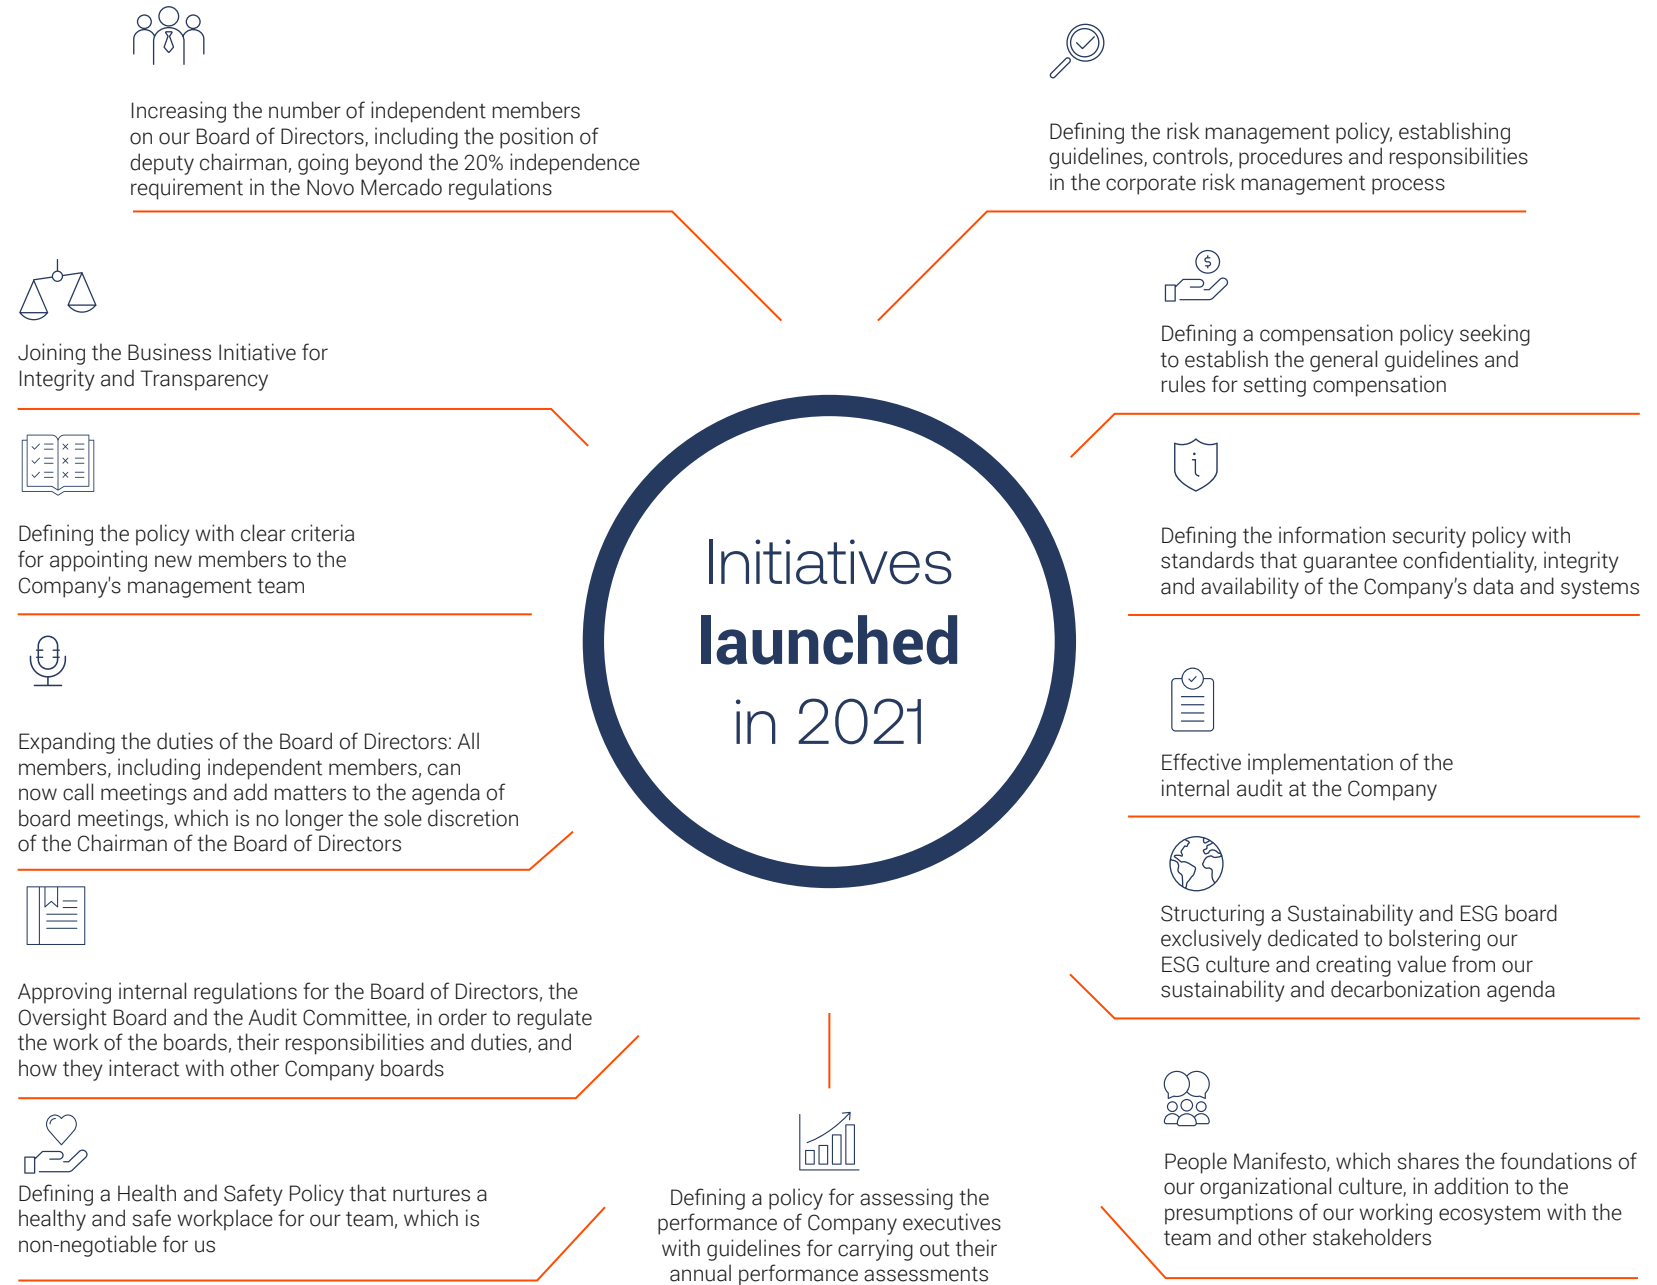 Increasing the number of independent members
on our Board of Directors, including the position of
deputy chairman, going beyond the 20% independence
requirement in the Novo Mercado regulations
Joining the Business Initiative for
Integrity and Transparency
Defining the policy with clear criteria
for appointing new members to the
Company's management team
Expanding the duties of the Board of Directors: All
members, including independent members, can
now call meetings and add matters to the agenda of
board meetings, which is no longer the sole discretion
of the Chairman of the Board of Directors
Approving internal regulations for the Board of Directors, the
Oversight Board and the Audit Committee, in order to regulate
the work of the boards, their responsibilities and duties, and
how they interact with other Company boards
Defining a Health and Safety Policy that nurtures a
healthy and safe workplace for our team, which is
non-negotiable for us
Initiatives
launched
in 2021
Defining a policy for assessing the
performance of Company executives
with guidelines for carrying out their
annual performance assessments
Defining the risk management policy, establishing
guidelines, controls, procedures and responsibilities
in the corporate risk management process
$
Defining a compensation policy seeking
to establish the general guidelines and
rules for setting compensation
i
Defining the information security policy with
standards that guarantee confidentiality, integrity
and availability of the Company's data and systems
Effective implementation of the
internal audit at the Company
Structuring a Sustainability and ESG board
exclusively dedicated to bolstering our
ESG culture and creating value from our
sustainability and decarbonization agenda
People Manifesto, which shares the foundations of
our organizational culture, in addition to the
presumptions of our working ecosystem with the
team and other stakeholders